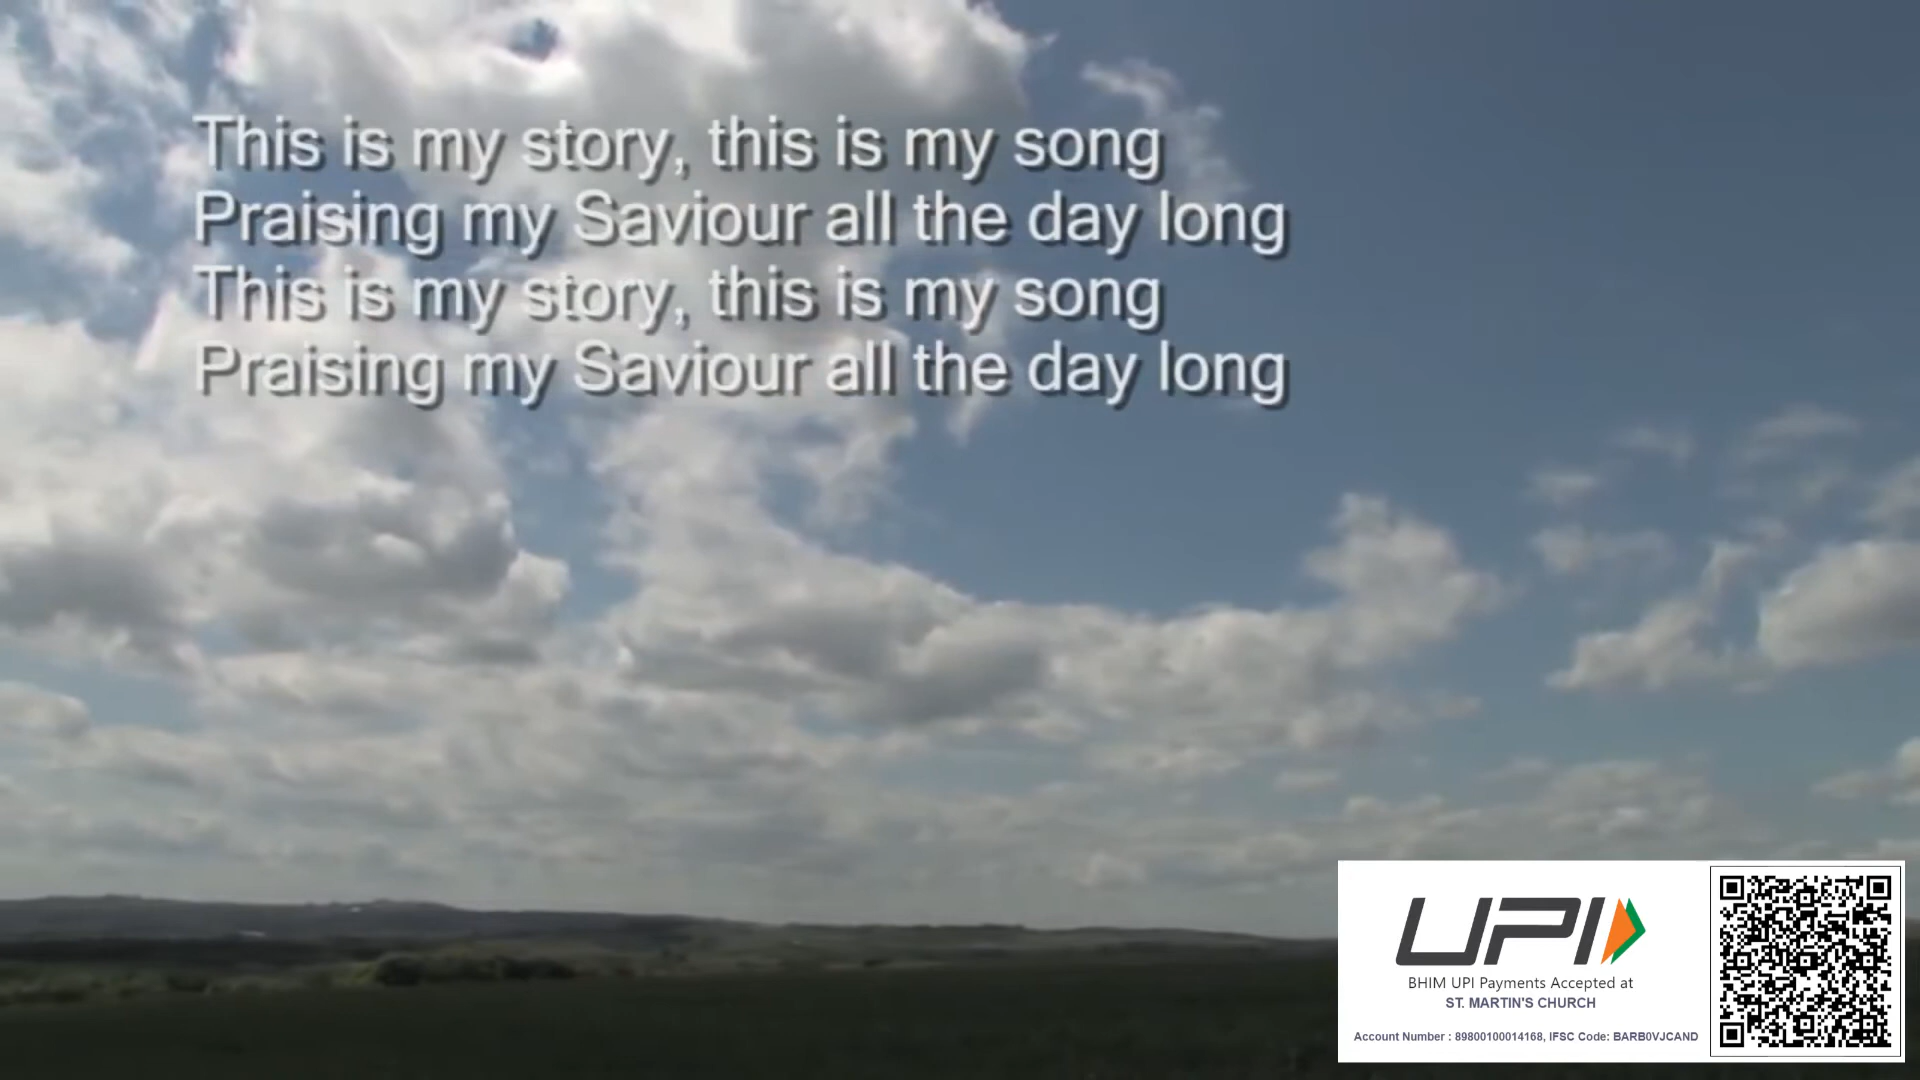 This is my story, this is my song
Praising my Saviour all the day long
This is my story, this is my song
Praising my Saviour all the day long
UPI
BHIM UPI Payments Accepted at
ST. MARTIN'S CHURCH
Account Number : 89800100014168, IFSC Code: BARB0VJCAND